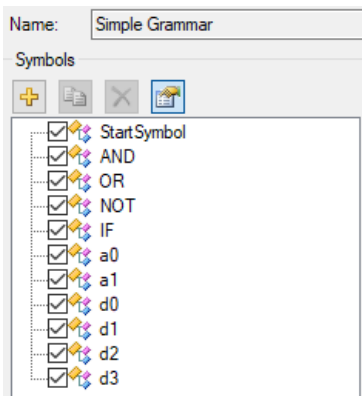 Name: Simple Grammar
Symbols
StartSymbol
AND
OR
NOT
IF
a0
a1
d0
d1
d2
d3